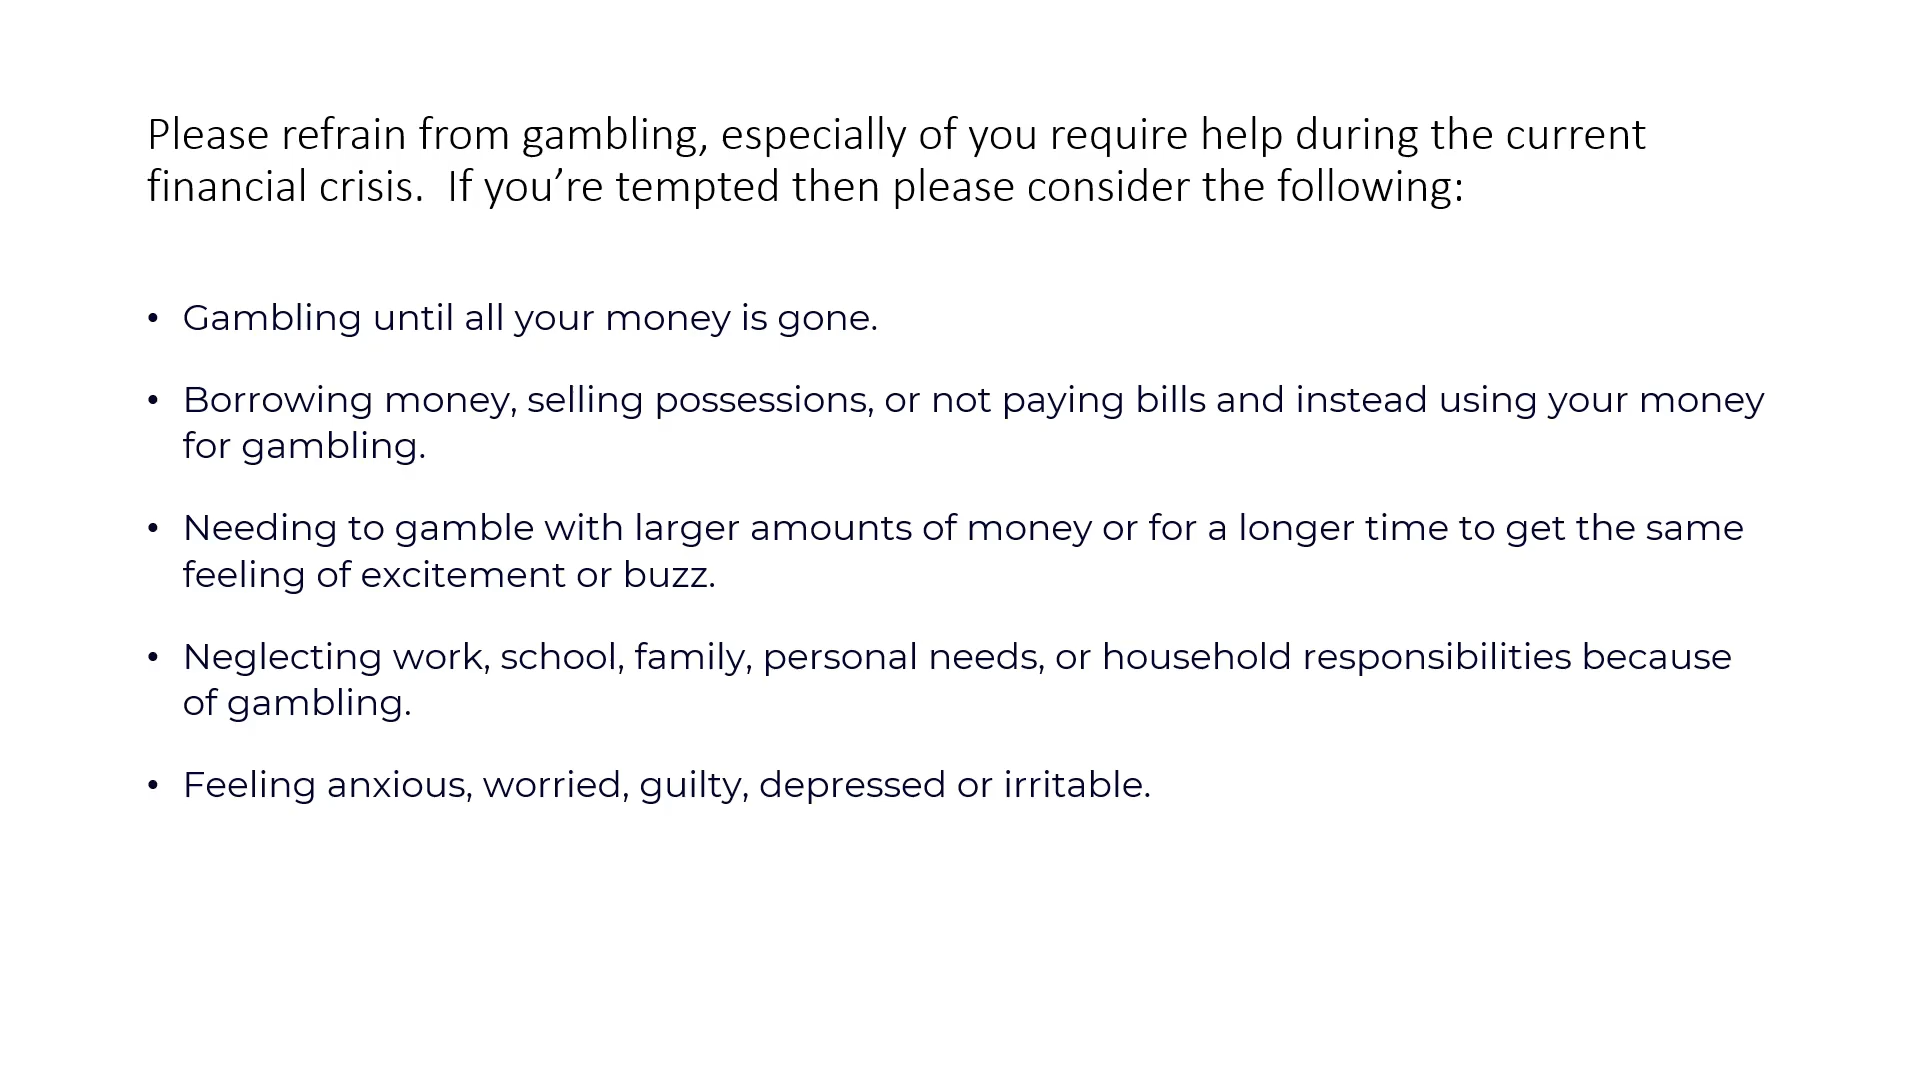 Please refrain from gambling, especially of you require help during the current
financial crisis.  If you’re tempted then please consider the following:
• Gambling until all your money is gone.
• Borrowing money, selling possessions, or not paying bills and instead using your money
for gambling.
• Needing to gamble with larger amounts of money or for a longer time to get the same
feeling of excitement or buzz.
• Neglecting work, school, family, personal needs, or household responsibilities because
of gambling.
• Feeling anxious, worried, guilty, depressed or irritable.